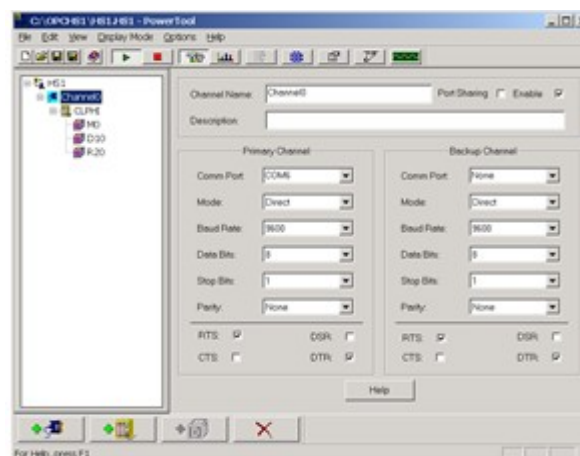 C:\OPCHS1\HS1.HS1 - PowerTool
File Edit View Display Mode Options Help
HS1
Channel0
CLPHI
M0
D10
R20
Channel Name: Channel0 Port Sharing Enable
Description:
Primary Channel
Comm Port: COM6
Mode: Direct
Baud Rate: 9600
Data Bits: 8
Stop Bits: 1
Parity: None
RTS: DSR:
CTS: DTR:
Backup Channel
Comm Port: None
Mode: Direct
Baud Rate: 9600
Data Bits: 8
Stop Bits: 1
Parity: None
RTS: DSR:
CTS: DTR:
Help
For Help, press F1